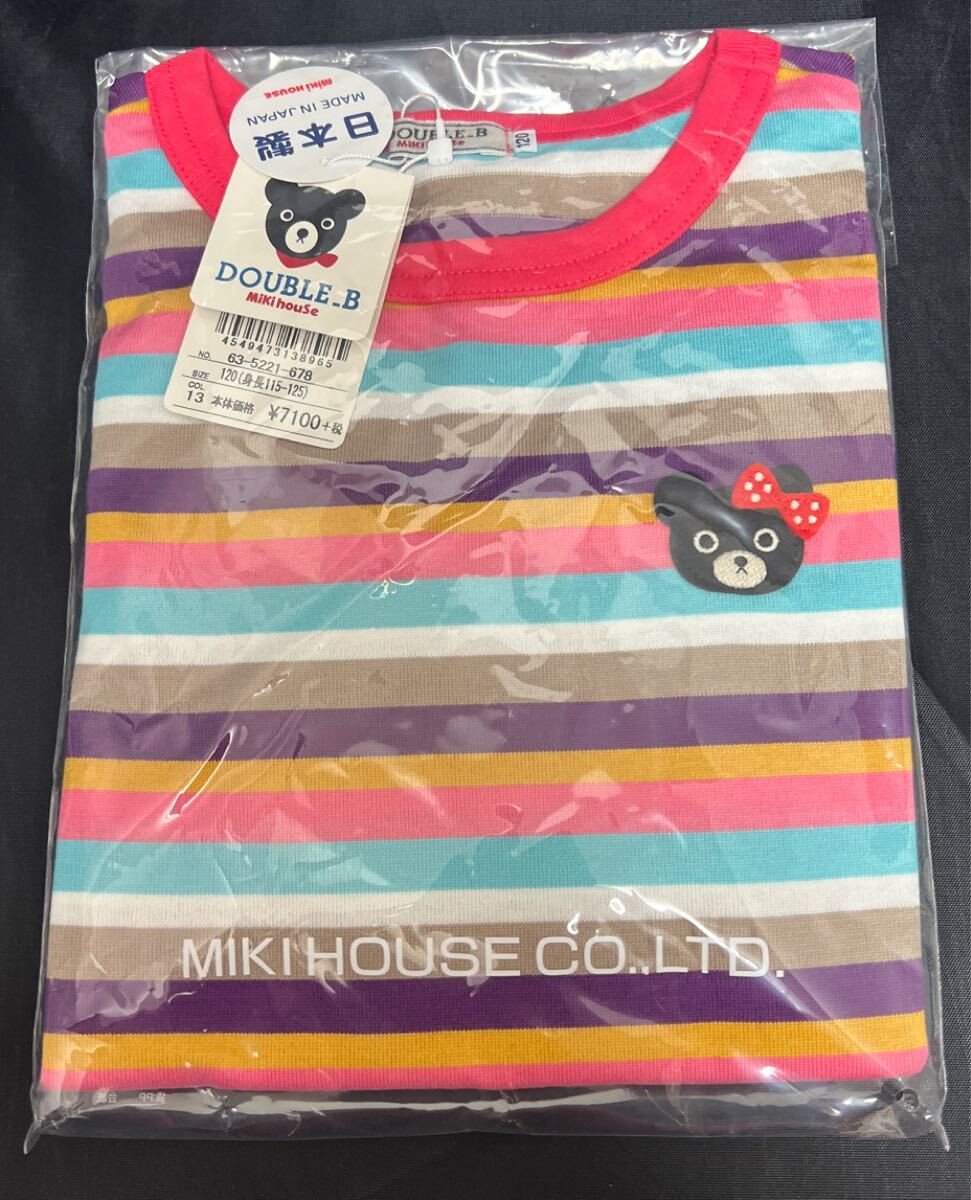 miki HOUSE
MADE IN JAPAN
日本製
DOUBLE_B
MiKi houSe
120
DOUBLE_B
MiKi houSe
4549473138965
NO. 63-5221-678
SIZE 120(身長115-125)
COL. 13 本体価格 ¥7100+税
MIKI HOUSE CO.,LTD.
PP